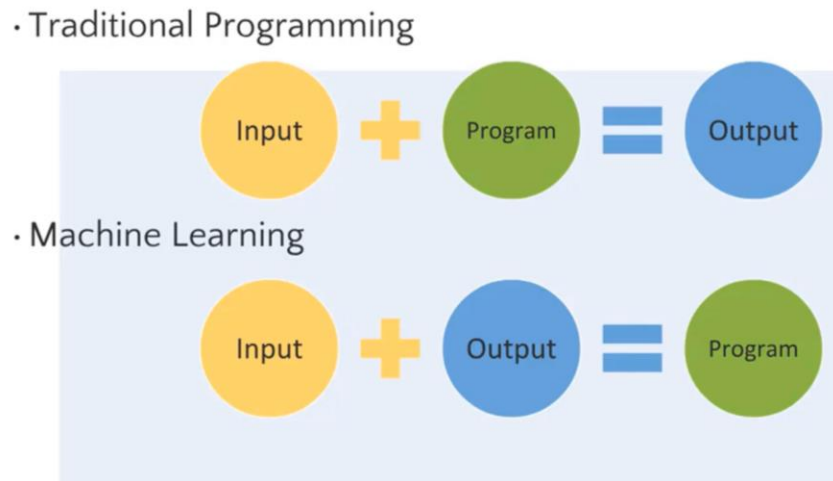 · Traditional Programming
Input + Program = Output
· Machine Learning
Input + Output = Program